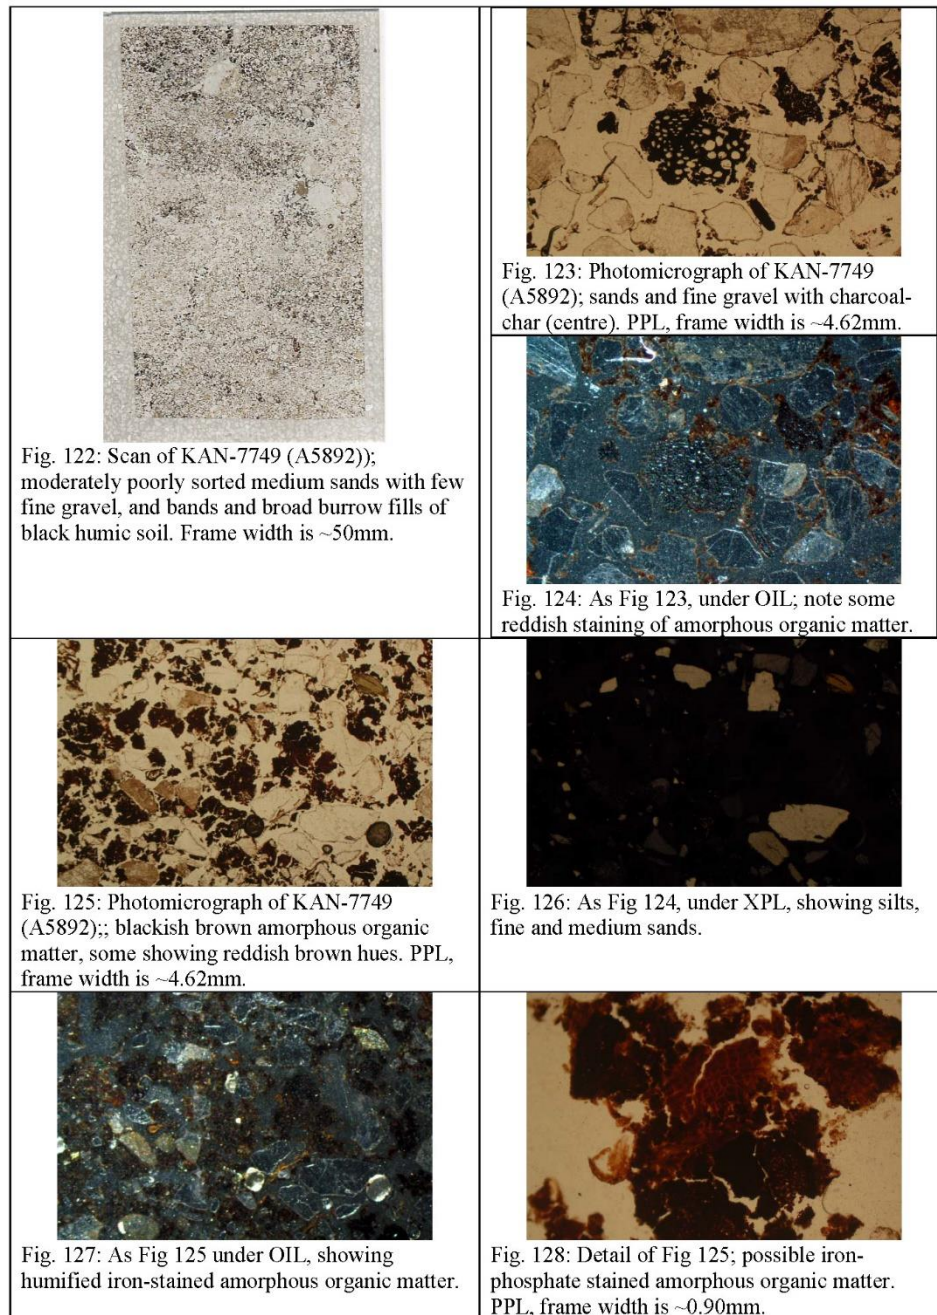 Fig. 122: Scan of KAN-7749 (A5892));
moderately poorly sorted medium sands with few
fine gravel, and bands and broad burrow fills of
black humic soil. Frame width is ~50mm.
Fig. 123: Photomicrograph of KAN-7749
(A5892); sands and fine gravel with charcoal-
char (centre). PPL, frame width is ~4.62mm.
Fig. 124: As Fig 123, under OIL; note some
reddish staining of amorphous organic matter.
Fig. 125: Photomicrograph of KAN-7749
(A5892);; blackish brown amorphous organic
matter, some showing reddish brown hues. PPL,
frame width is ~4.62mm.
Fig. 126: As Fig 124, under XPL, showing silts,
fine and medium sands.
Fig. 127: As Fig 125 under OIL, showing
humified iron-stained amorphous organic matter.
Fig. 128: Detail of Fig 125; possible iron-
phosphate stained amorphous organic matter.
PPL, frame width is ~0.90mm.